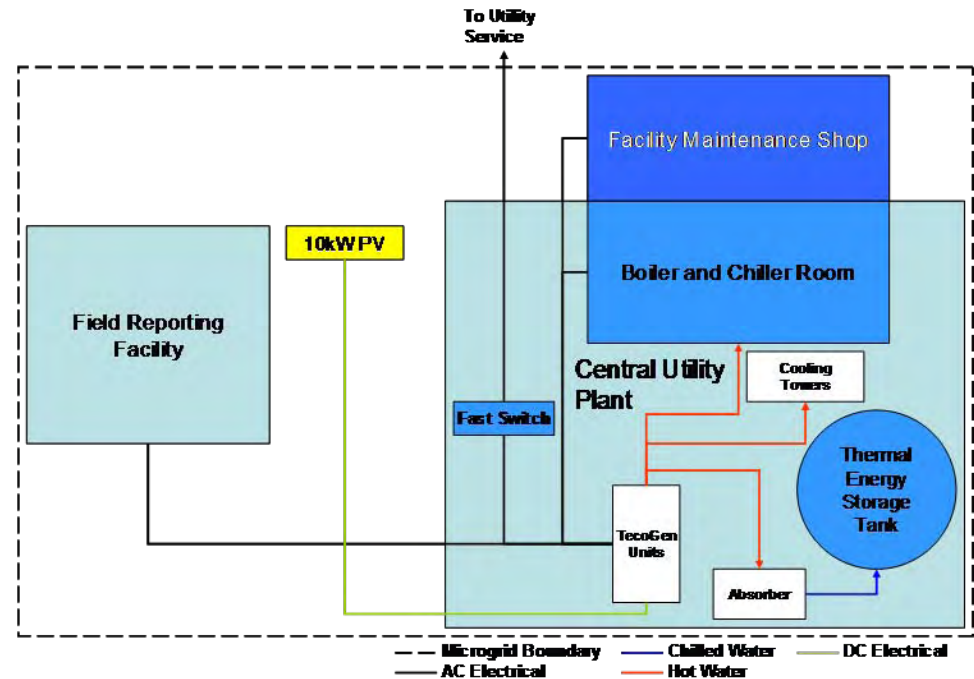 To Utility
Service
Facility Maintenance Shop
10kW PV
Boiler and Chiller Room
Field Reporting
Facility
Central Utility
Plant
Cooling
Towers
Fast Switch
Thermal
Energy
Storage
Tank
TecoGen
Units
Absorber
Microgrid Boundary
Chilled Water
DC Electrical
AC Electrical
Hot Water